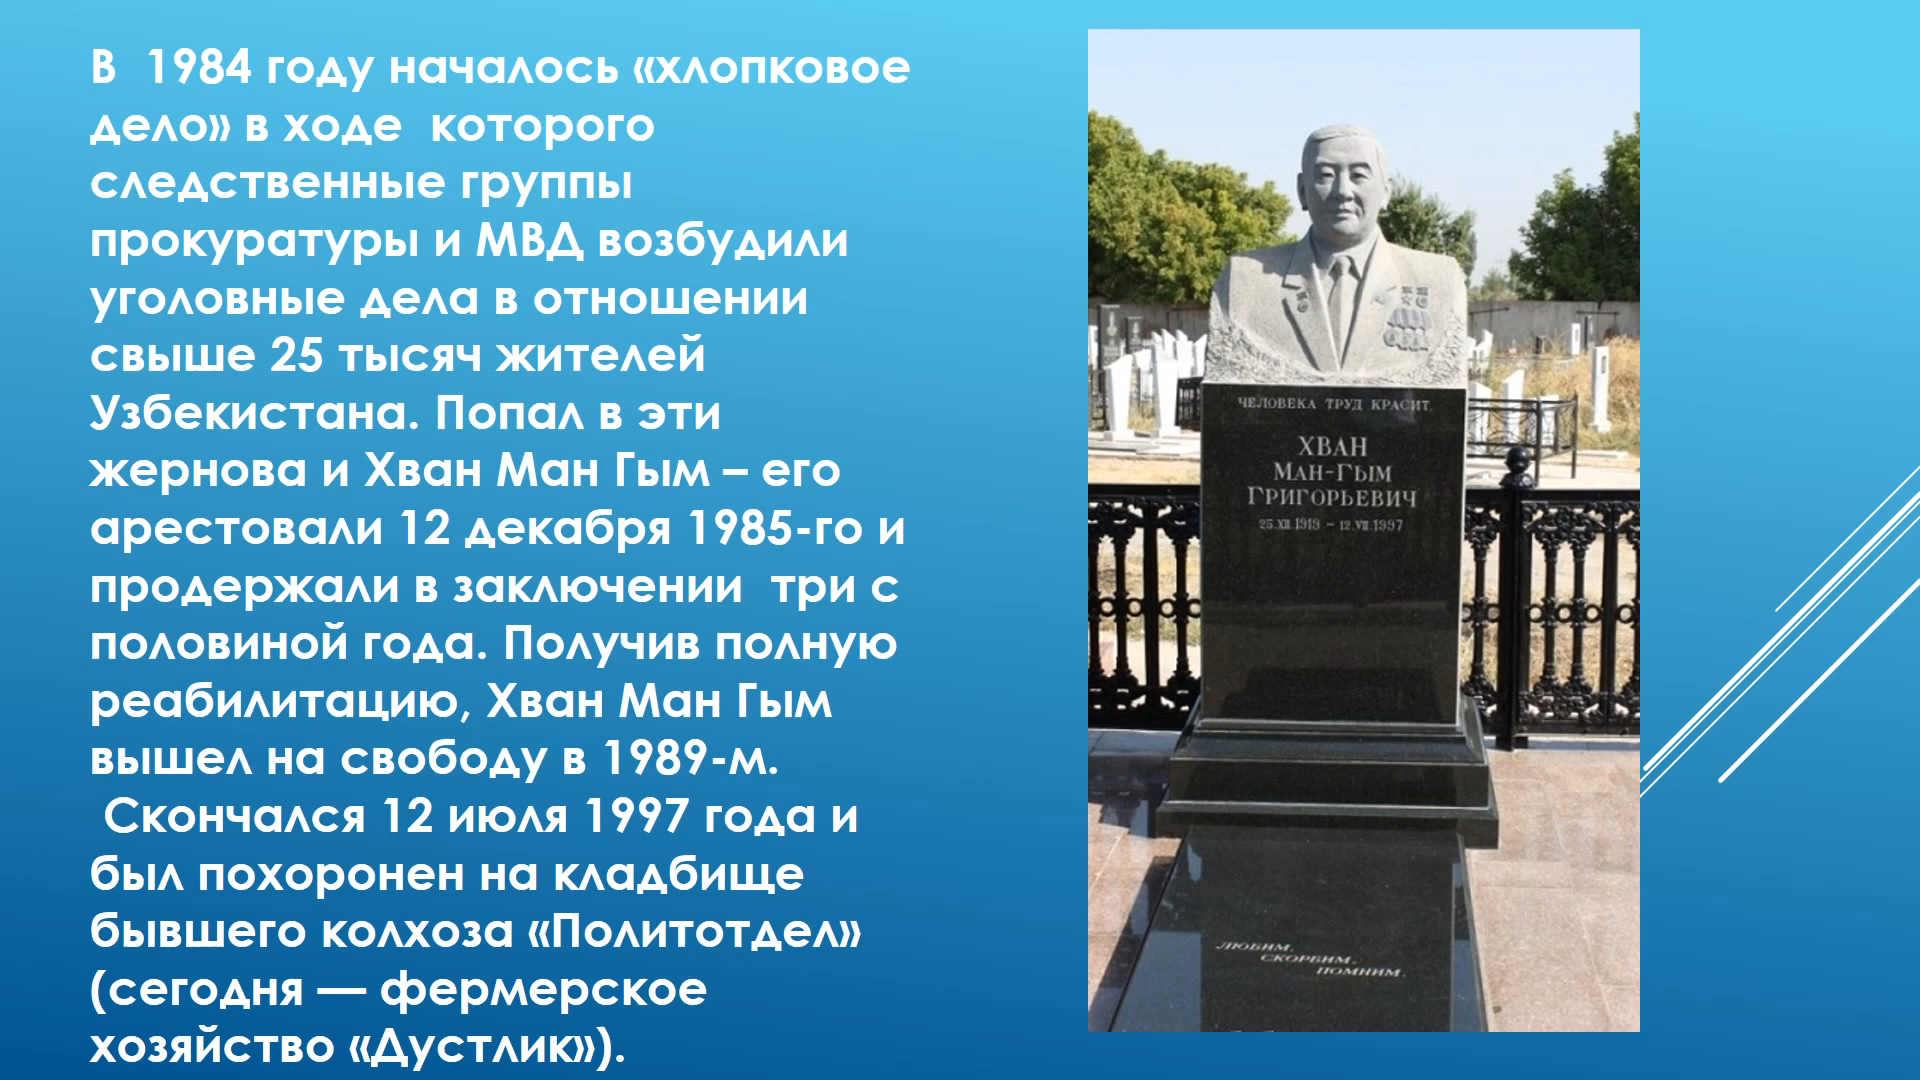 В  1984 году началось «хлопковое
дело» в ходе  которого
следственные группы
прокуратуры и МВД возбудили
уголовные дела в отношении
свыше 25 тысяч жителей
Узбекистана. Попал в эти
жернова и Хван Ман Гым – его
арестовали 12 декабря 1985-го и
продержали в заключении  три с
половиной года. Получив полную
реабилитацию, Хван Ман Гым
вышел на свободу в 1989-м.
Скончался 12 июля 1997 года и
был похоронен на кладбище
бывшего колхоза «Политотдел»
(сегодня — фермерское
хозяйство «Дустлик»).
ЧЕЛОВЕКА ТРУД КРАСИТ.
ХВАН
МАН-ГЫМ
ГРИГОРЬЕВИЧ
25.XII.1919 – 12.VII.1997
ЛЮБИМ.
СКОРБИМ.
ПОМНИМ.